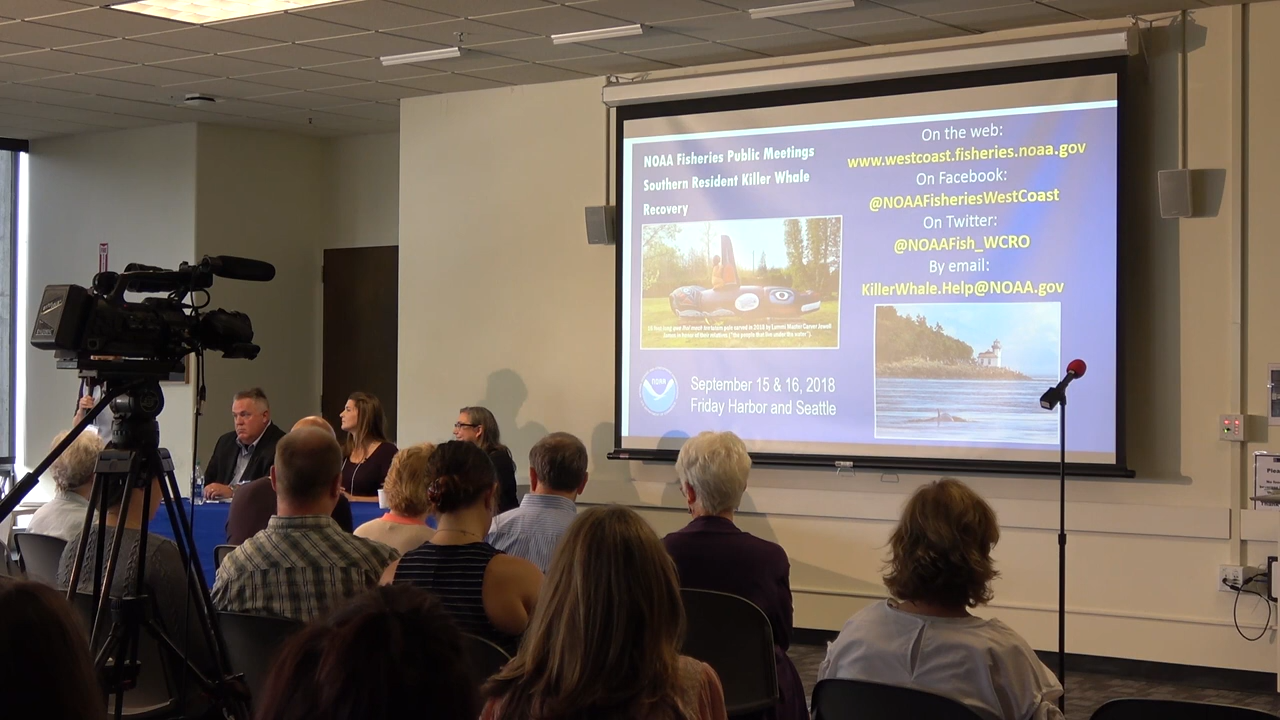 NOAA Fisheries Public Meetings
Southern Resident Killer Whale
Recovery
On the web:
www.westcoast.fisheries.noaa.gov
On Facebook:
@NOAAFisheriesWestCoast
On Twitter:
@NOAAFish_WCRO
By email:
KillerWhale.Help@NOAA.gov
NOAA
September 15 & 16, 2018
Friday Harbor and Seattle